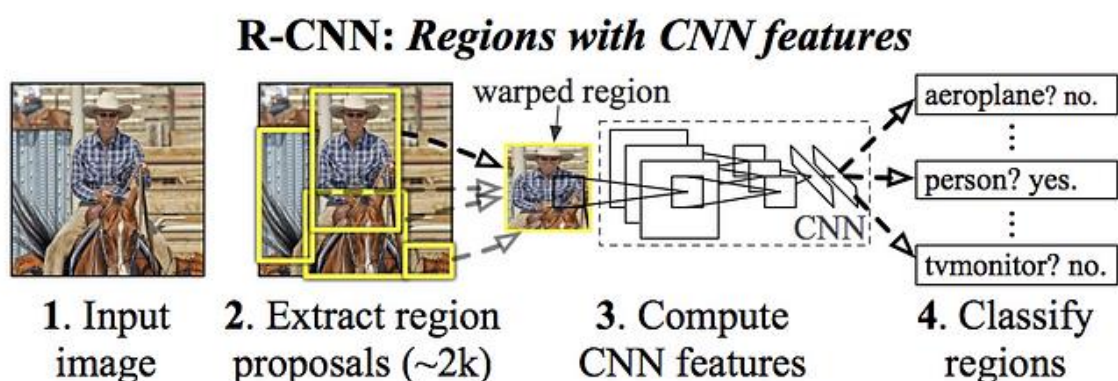 R-CNN: Regions with CNN features
warped region
aeroplane? no.
person? yes.
CNN
tvmonitor? no.
1. Input
image
2. Extract region
proposals (~2k)
3. Compute
CNN features
4. Classify
regions